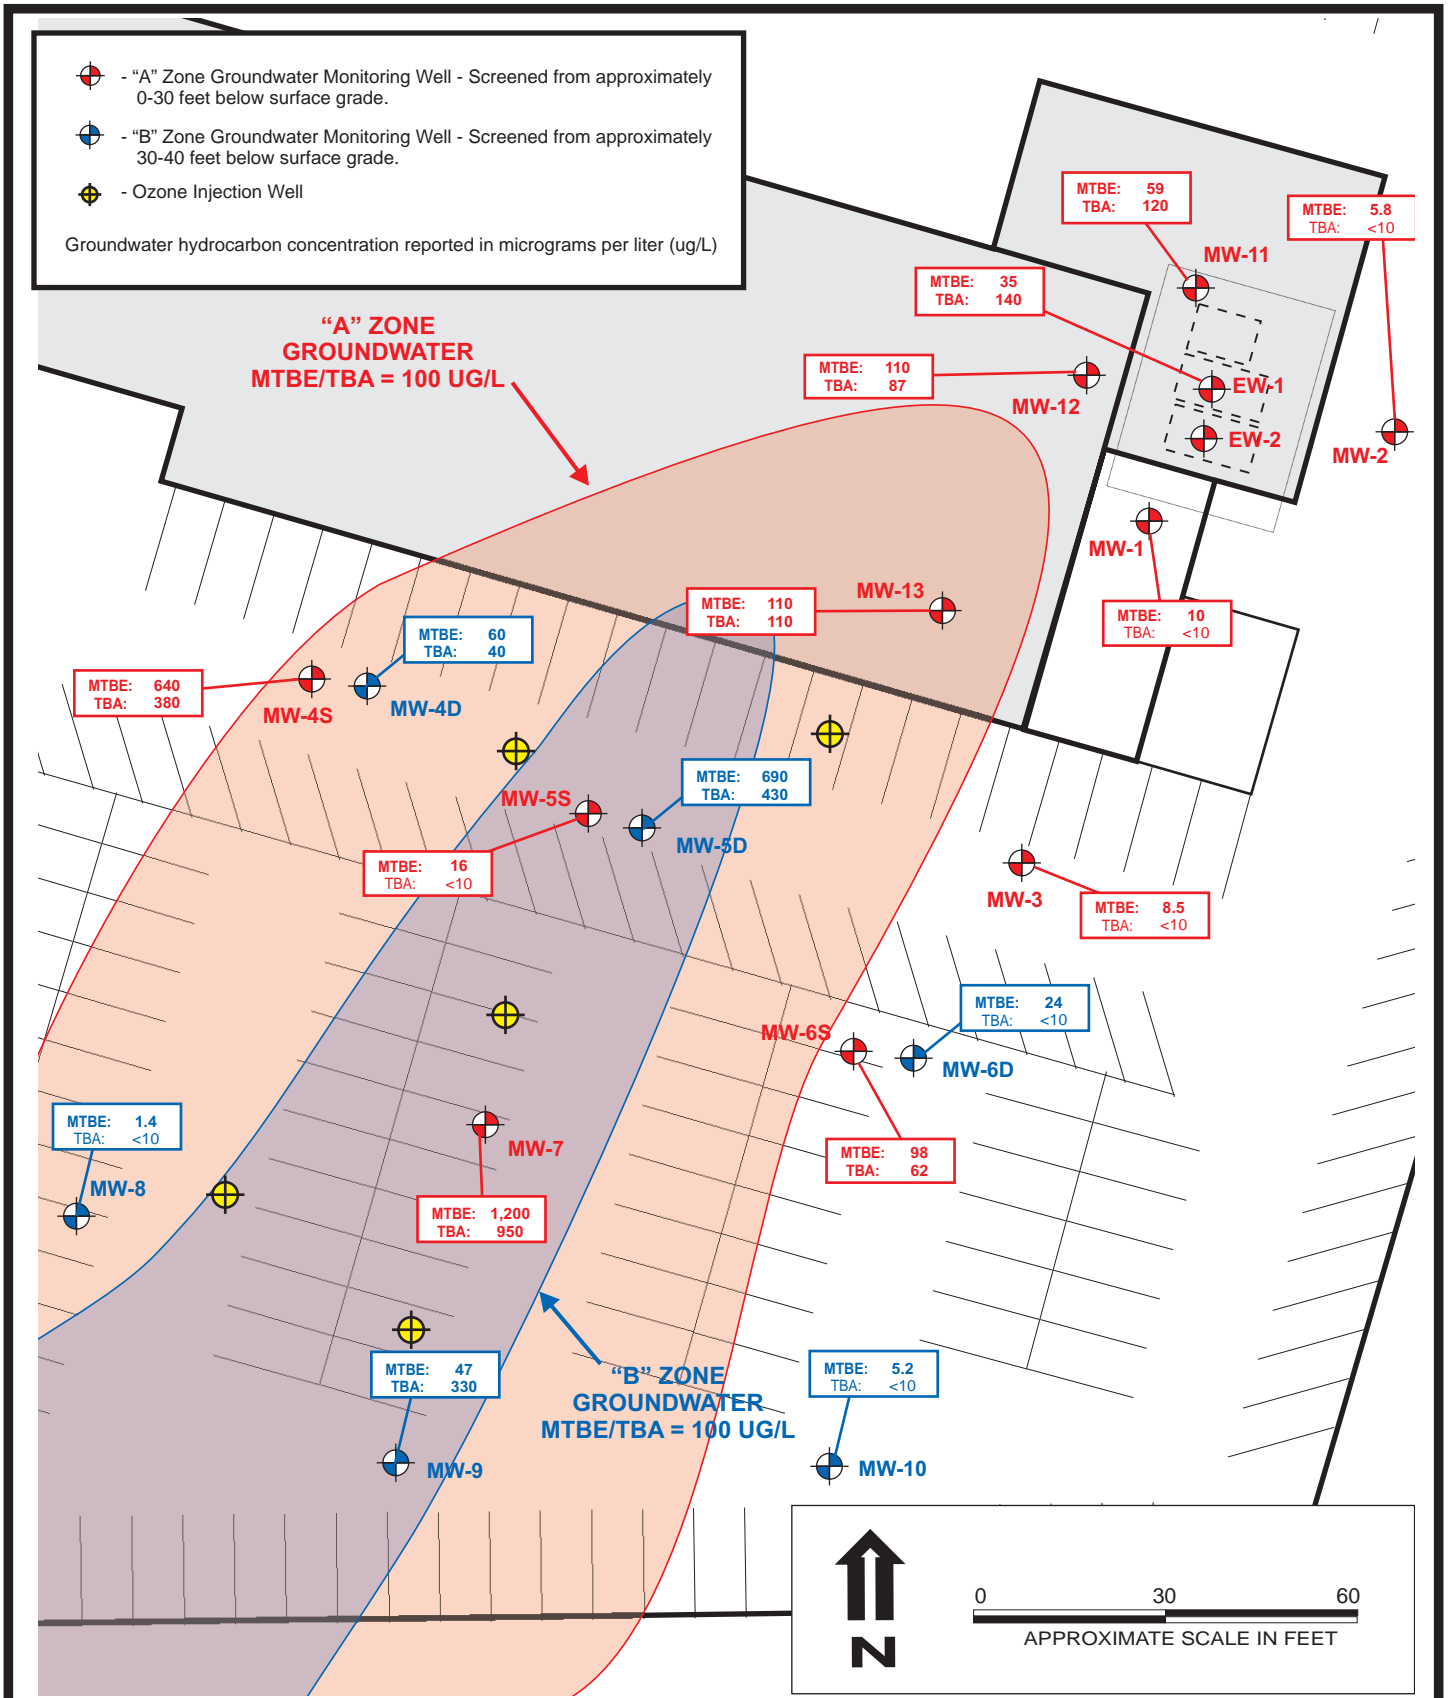 - “A” Zone Groundwater Monitoring Well - Screened from approximately
0-30 feet below surface grade.
- “B” Zone Groundwater Monitoring Well - Screened from approximately
30-40 feet below surface grade.
- Ozone Injection Well
Groundwater hydrocarbon concentration reported in micrograms per liter (ug/L)
MTBE: 59
TBA: 120
MTBE: 5.8
TBA: <10
MW-11
MTBE: 35
TBA: 140
“A” ZONE
GROUNDWATER
MTBE/TBA = 100 UG/L
MTBE: 110
TBA: 87
MW-12
EW-1
EW-2
MW-2
MW-1
MW-13
MTBE: 110
TBA: 110
MTBE: 10
TBA: <10
MTBE: 60
TBA: 40
MTBE: 640
TBA: 380
MW-4S
MW-4D
MTBE: 690
TBA: 430
MW-5S
MW-5D
MTBE: 16
TBA: <10
MW-3
MTBE: 8.5
TBA: <10
MTBE: 24
TBA: <10
MW-6S
MW-6D
MTBE: 1.4
TBA: <10
MW-7
MTBE: 98
TBA: 62
MW-8
MTBE: 1,200
TBA: 950
MTBE: 47
TBA: 330
“B” ZONE
GROUNDWATER
MTBE/TBA = 100 UG/L
MTBE: 5.2
TBA: <10
MW-9
MW-10
N
0 30 60
APPROXIMATE SCALE IN FEET